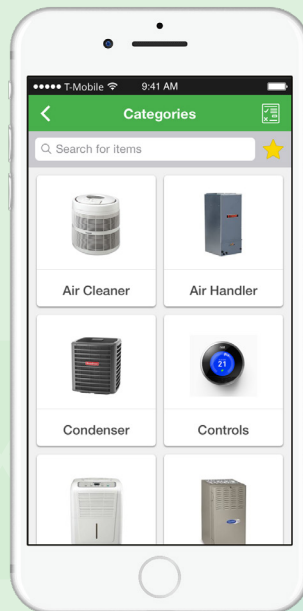 T-Mobile 9:41 AM
Categories
Search for items
Air Cleaner
Air Handler
Condenser
Controls
21